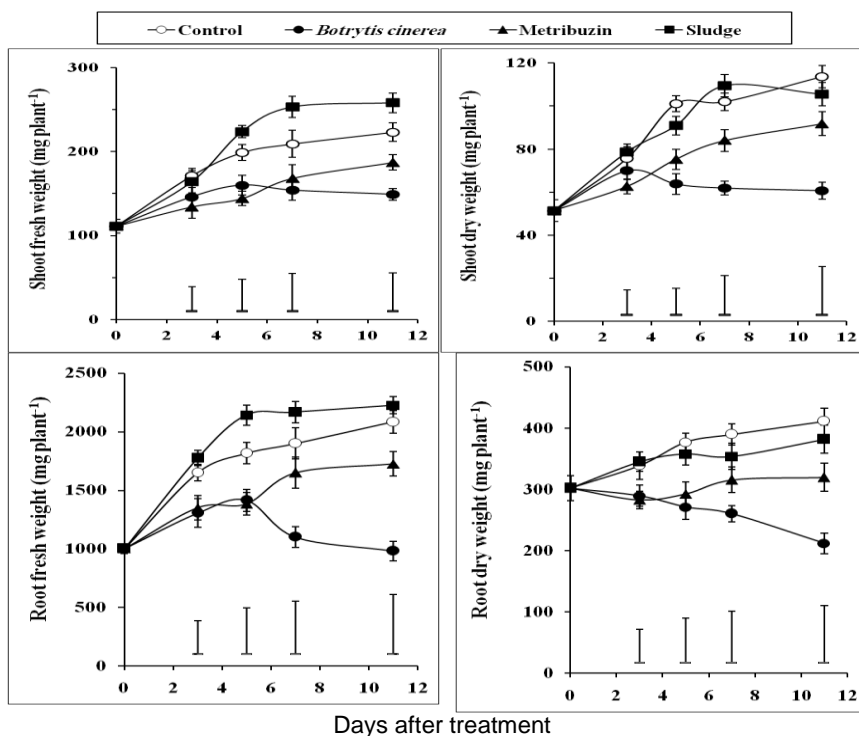 Control Botrytis cinerea Metribuzin Sludge
Shoot fresh weight (mg plant-1)
300
200
100
0
0 2 4 6 8 10 12
Shoot dry weight (mg plant-1)
120
80
40
0
0 2 4 6 8 10 12
Root fresh weight (mg plant-1)
2500
2000
1500
1000
500
0
0 2 4 6 8 10 12
Root dry weight (mg plant-1)
500
400
300
200
100
0
0 2 4 6 8 10 12
Days after treatment